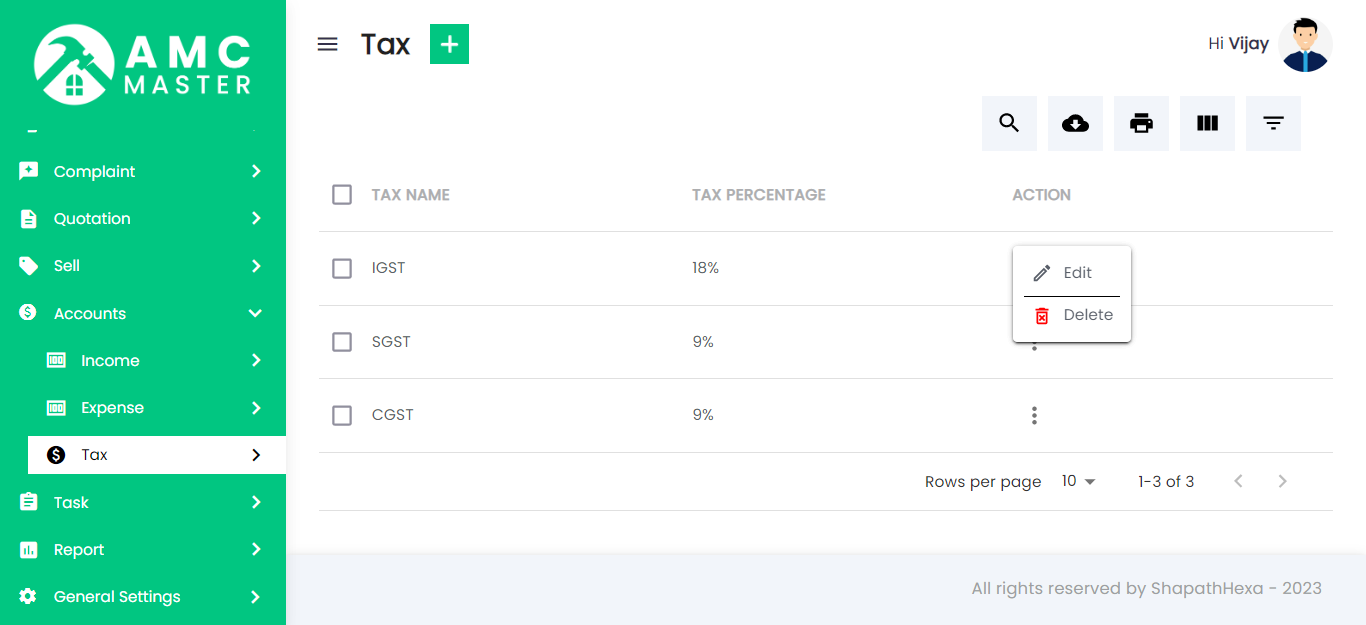 AMC
MASTER
Complaint
Quotation
Sell
Accounts
Income
Expense
Tax
Task
Report
General Settings
Tax
Hi Vijay
TAX NAME TAX PERCENTAGE ACTION
IGST 18%
Edit
Delete
SGST 9%
CGST 9%
Rows per page 10 1-3 of 3
All rights reserved by ShapathHexa - 2023